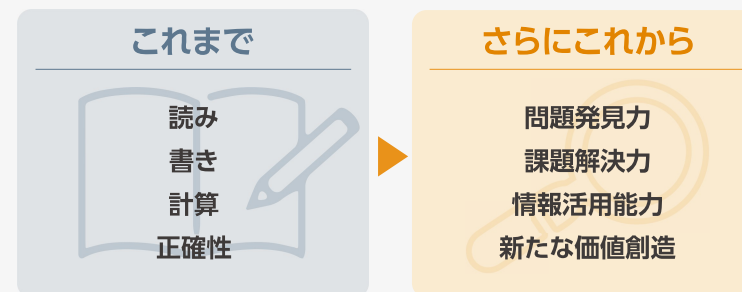 これまで
読み
書き
計算
正確性
さらにこれから
問題発見力
課題解決力
情報活用能力
新たな価値創造